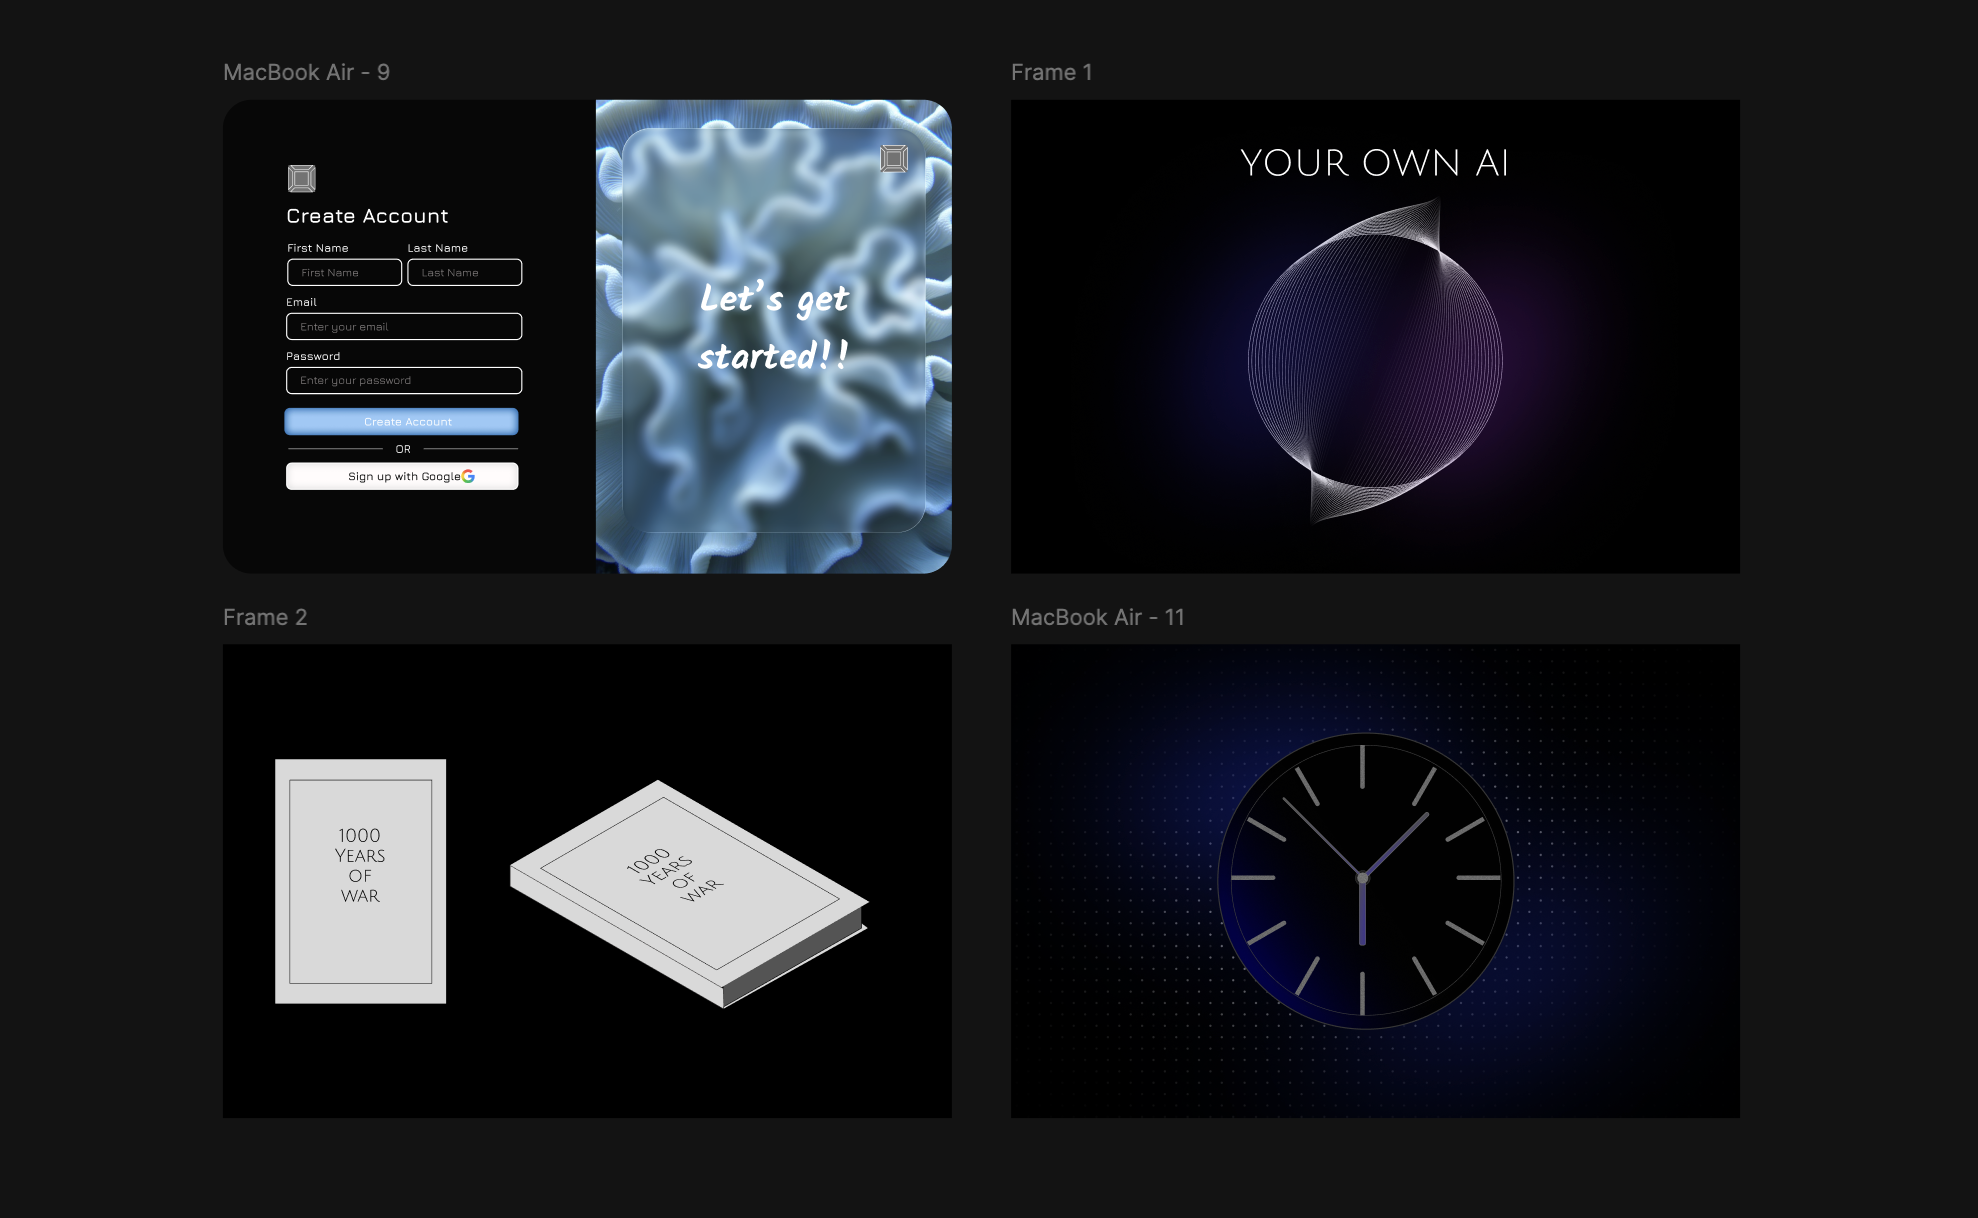 MacBook Air - 9
Create Account
First Name Last Name
First Name Last Name
Email
Enter your email
Password
Enter your password
Create Account
OR
Sign up with Google
Let's get
started!!
Frame 1
YOUR OWN AI
Frame 2
1000
YEARS
OF
WAR
1000
YEARS
OF
WAR
MacBook Air - 11